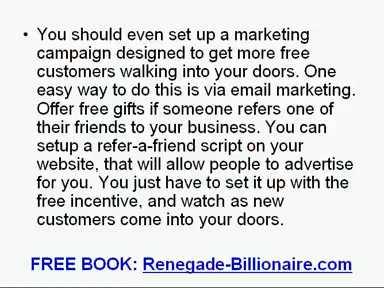 • You should even set up a marketing
campaign designed to get more free
customers walking into your doors. One
easy way to do this is via email marketing.
Offer free gifts if someone refers one of
their friends to your business. You can
setup a refer-a-friend script on your
website, that will allow people to advertise
for you. You just have to set it up with the
free incentive, and watch as new
customers come into your doors.
FREE BOOK: Renegade-Billionaire.com